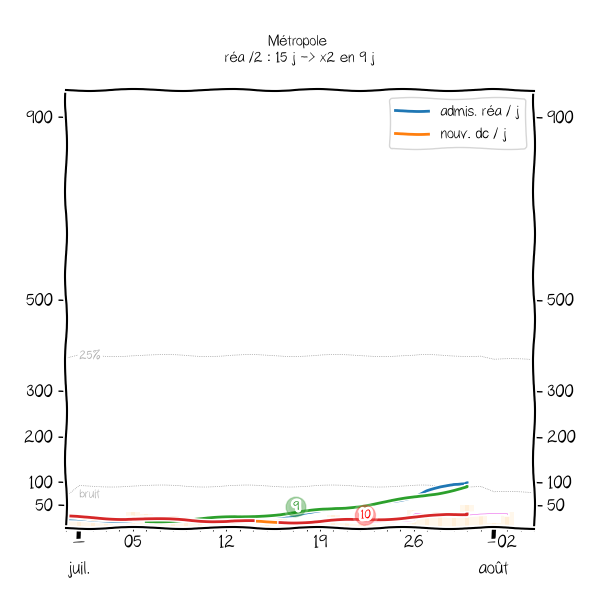 Métropole
réa /2 : 15 j -> x2 en 9 j
admis. réa / j
nouv. dc / j
900
900
500
500
25%
300
300
200
200
100
100
bruit
50
50
9
10
05
12
19
26
02
juil.
août